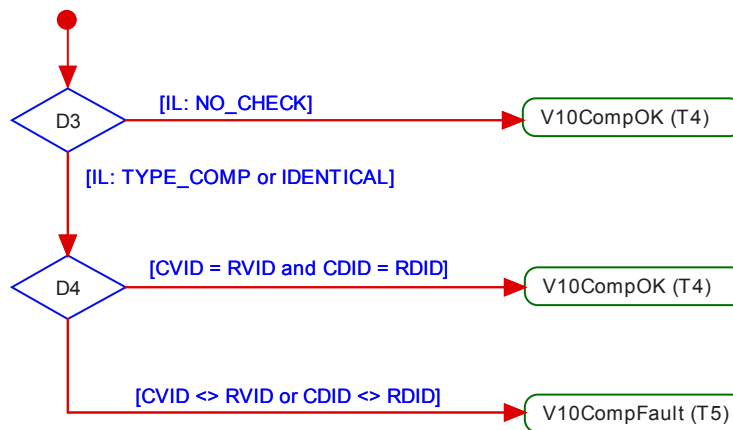 [IL: NO_CHECK]
D3
V10CompOK (T4)
[IL: TYPE_COMP or IDENTICAL]
[CVID = RVID and CDID = RDID]
D4
V10CompOK (T4)
[CVID <> RVID or CDID <> RDID]
V10CompFault (T5)